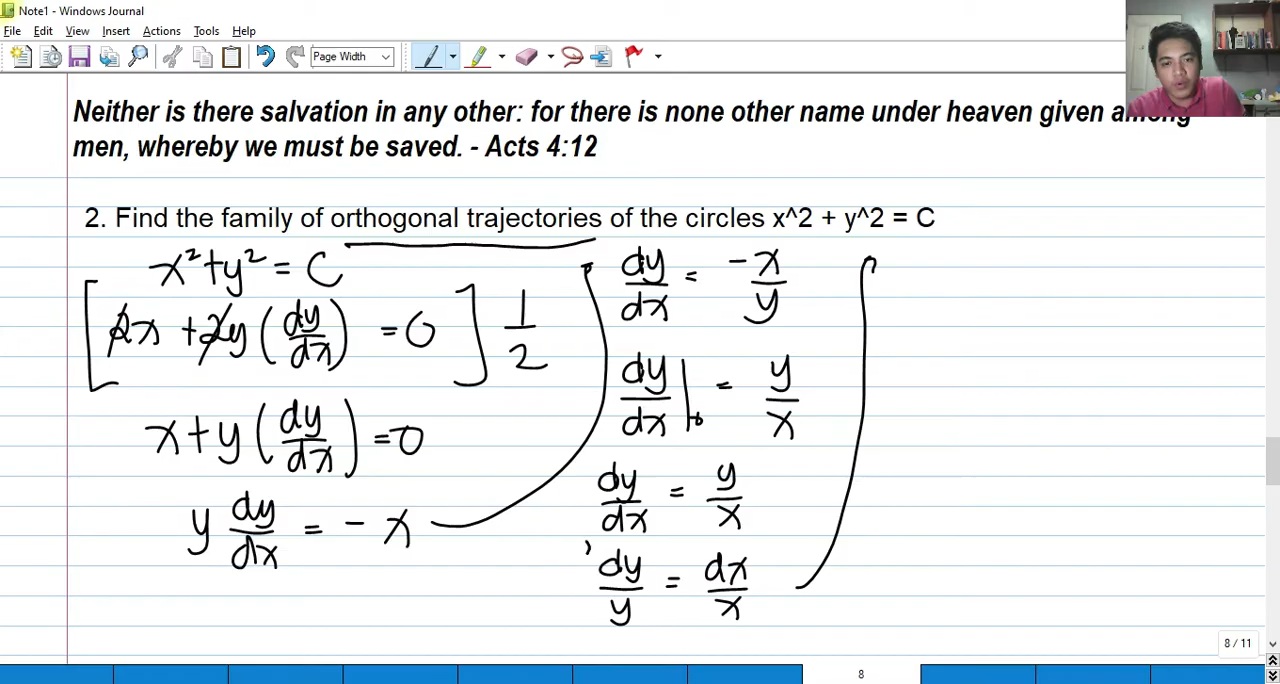 Note1 - Windows Journal
File Edit View Insert Actions Tools Help
Page Width
Neither is there salvation in any other: for there is none other name under heaven given among
men, whereby we must be saved. - Acts 4:12
2. Find the family of orthogonal trajectories of the circles x^2 + y^2 = C
x² + y² = C
[2x + 2y (dy/dx) = 0] 1/2
x + y (dy/dx) = 0
y dy/dx = - x
dy/dx = -x/y
dy/dx | = y/x
dy/dx = y/x
dy/y = dx/x
8 / 11
8